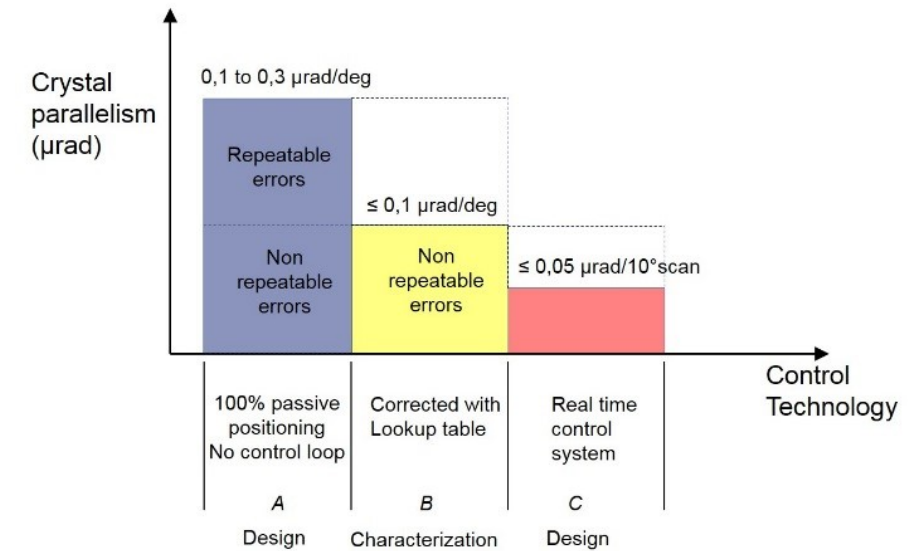 Crystal
parallelism
(µrad)
0,1 to 0,3 µrad/deg
Repeatable
errors
Non
repeatable
errors
≤ 0,1 µrad/deg
Non
repeatable
errors
≤ 0,05 µrad/10°scan
Control
Technology
100% passive
positioning
No control loop
A
Design
Corrected with
Lookup table
B
Characterization
Real time
control
system
C
Design